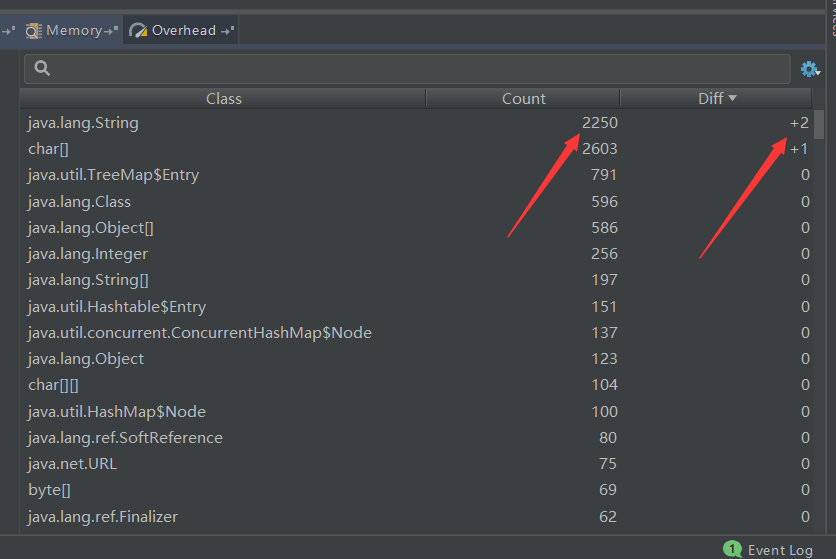 Memory Overhead
Class Count Diff
java.lang.String 2250 +2
char[] 2603 +1
java.util.TreeMap$Entry 791 0
java.lang.Class 596 0
java.lang.Object[] 586 0
java.lang.Integer 256 0
java.lang.String[] 197 0
java.util.Hashtable$Entry 151 0
java.util.concurrent.ConcurrentHashMap$Node 137 0
java.lang.Object 123 0
char[][] 104 0
java.util.HashMap$Node 100 0
java.lang.ref.SoftReference 80 0
java.net.URL 75 0
byte[] 69 0
java.lang.ref.Finalizer 62 0
1 Event Log